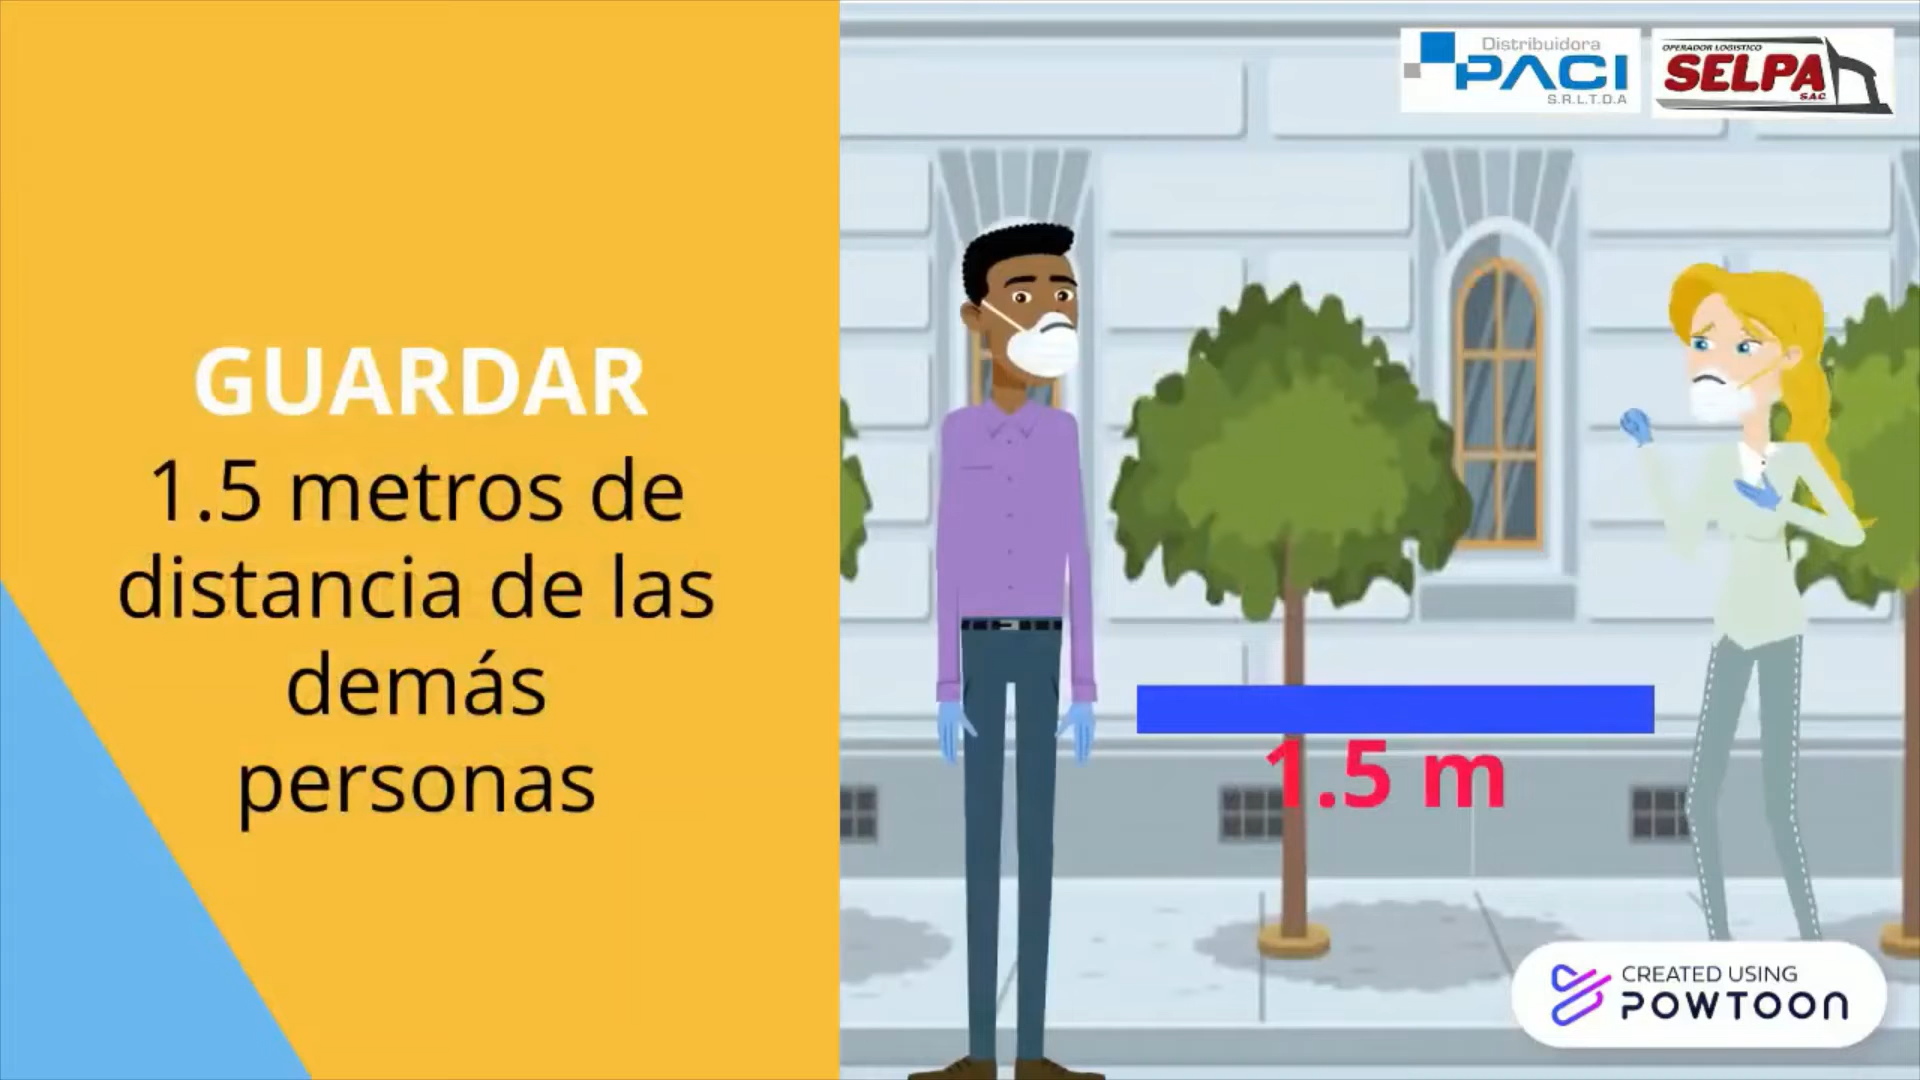 GUARDAR
1.5 metros de
distancia de las
demás
personas
Distribuidora
PACI
S.R.L.T.D.A
OPERADOR LOGISTICO
SELPA
S.A.C.
1.5 m
CREATED USING
POWTOON